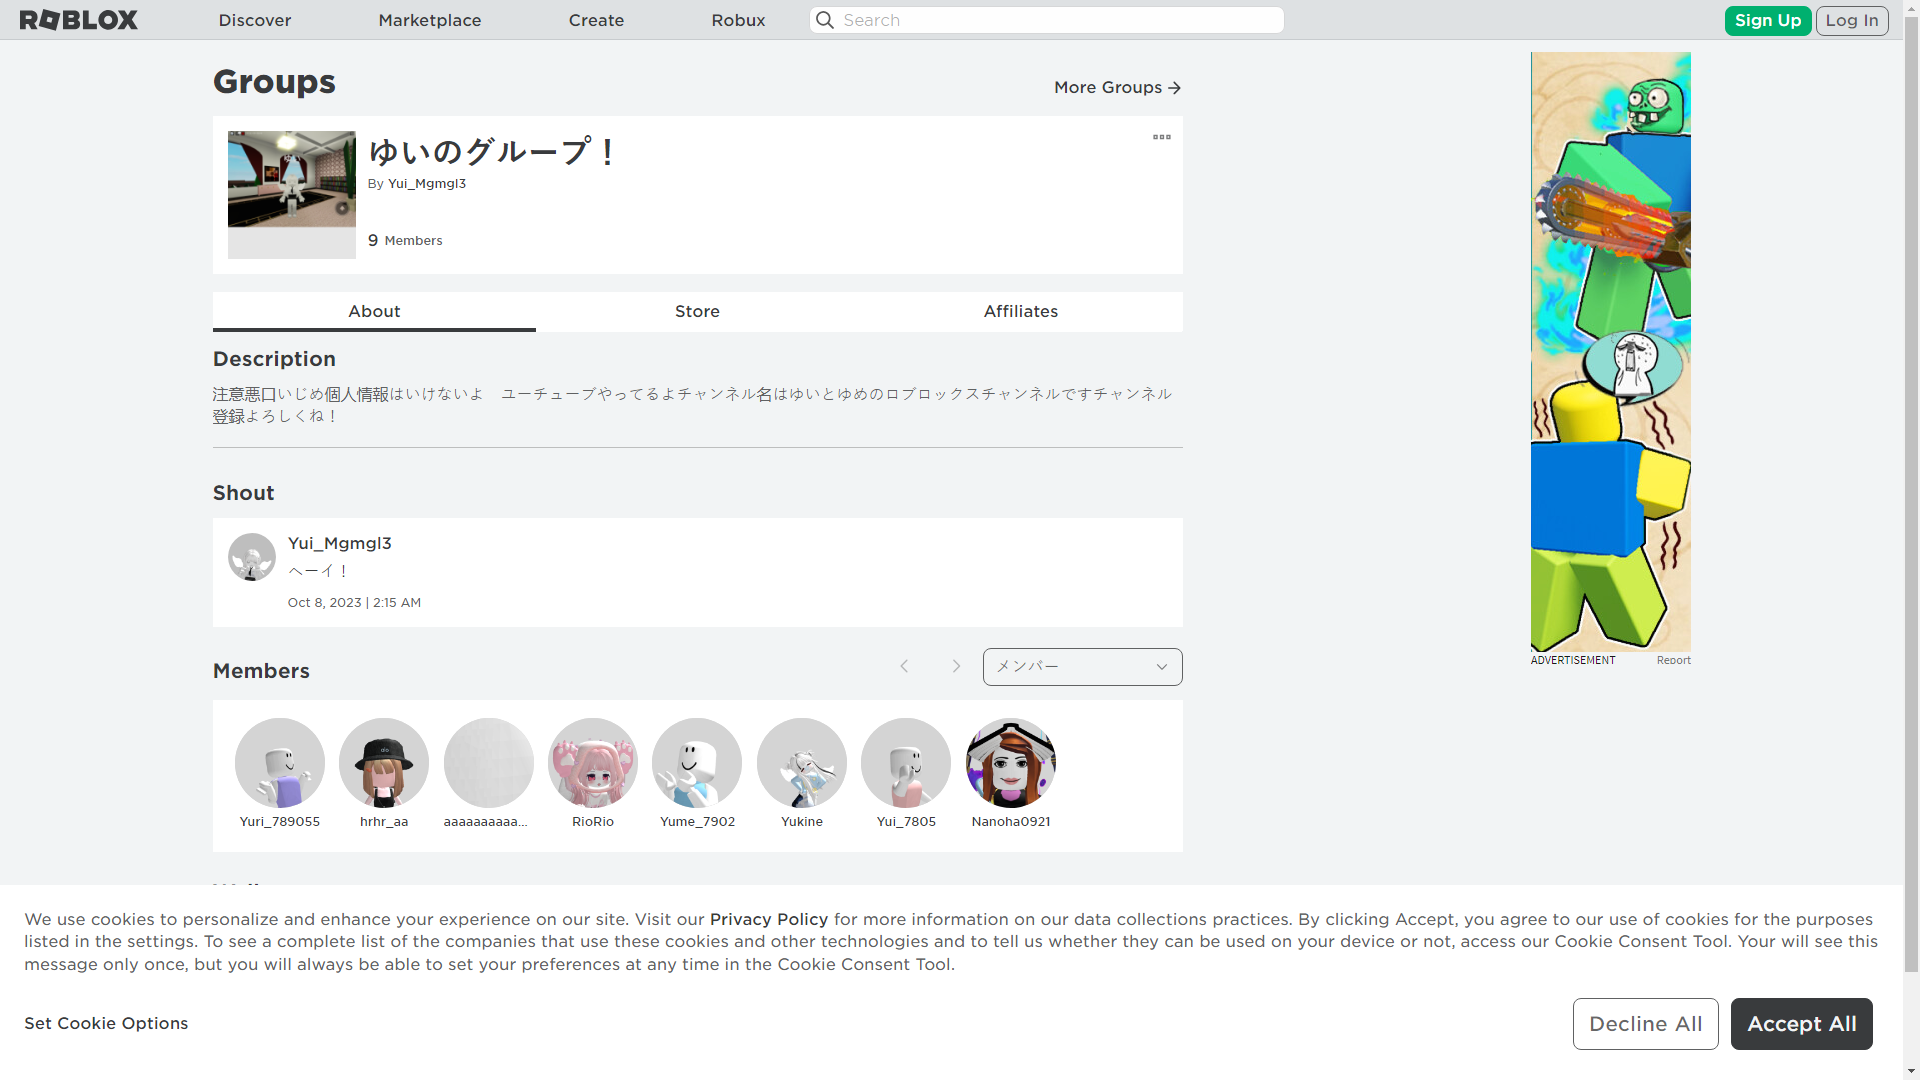 ROBLOX
Discover
Marketplace
Create
Robux
Search
Sign Up
Log In
Groups
More Groups
ゆいのグループ！
By Yui_Mgmgl3
9 Members
About
Store
Affiliates
Description
注意悪口いじめ個人情報はいけないよ　ユーチューブやってるよチャンネル名はゆいとゆめのロブロックスチャンネルですチャンネル
登録よろしくね！
Shout
Yui_Mgmgl3
へーイ！
Oct 8, 2023 | 2:15 AM
Members
メンバー
Yuri_789055
hrhr_aa
aaaaaaaaaa...
RioRio
Yume_7902
Yukine
Yui_7805
Nanoha0921
ADVERTISEMENT
Report
We use cookies to personalize and enhance your experience on our site. Visit our Privacy Policy for more information on our data collections practices. By clicking Accept, you agree to our use of cookies for the purposes
listed in the settings. To see a complete list of the companies that use these cookies and other technologies and to tell us whether they can be used on your device or not, access our Cookie Consent Tool. Your will see this
message only once, but you will always be able to set your preferences at any time in the Cookie Consent Tool.
Set Cookie Options
Decline All
Accept All